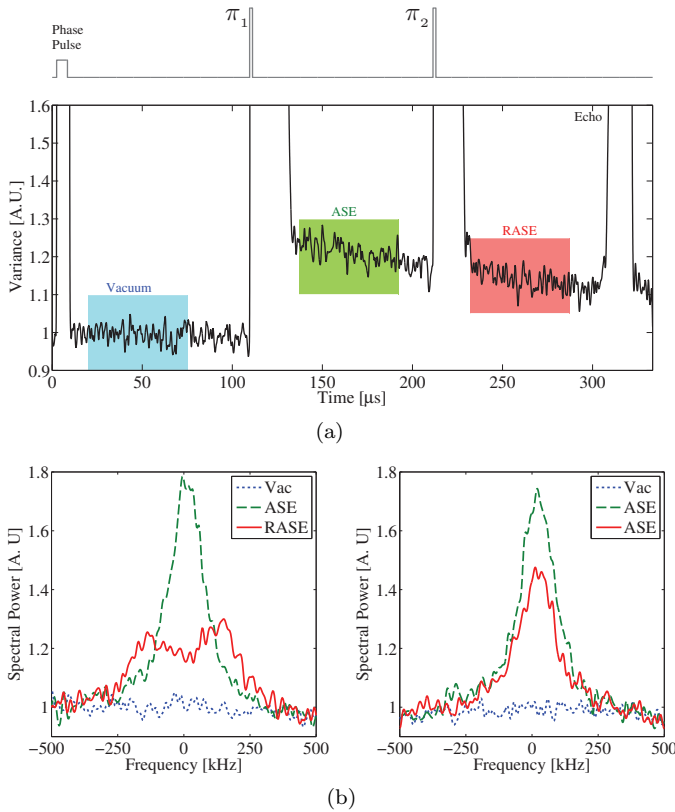 Phase
Pulse
π1
π2
Variance [A.U.]
1.6
1.5
1.4
1.3
1.2
1.1
1
0.9
Vacuum
ASE
RASE
Echo
0 50 100 150 200 250 300
Time [μs]
(a)
Spectral Power [A. U]
1.8
1.6
1.4
1.2
1
Vac
ASE
RASE
−500 −250 0 250 500
Frequency [kHz]
Spectral Power [A. U]
1.8
1.6
1.4
1.2
1
Vac
ASE
ASE
−500 −250 0 250 500
Frequency [kHz]
(b)